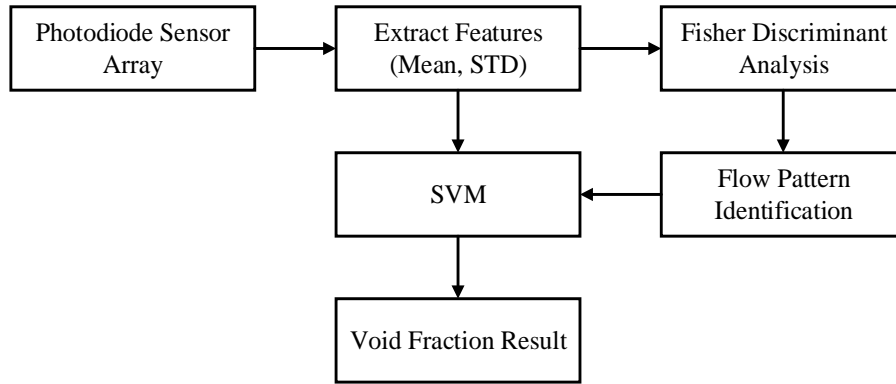 Photodiode Sensor
Array
Extract Features
(Mean, STD)
Fisher Discriminant
Analysis
SVM
Flow Pattern
Identification
Void Fraction Result